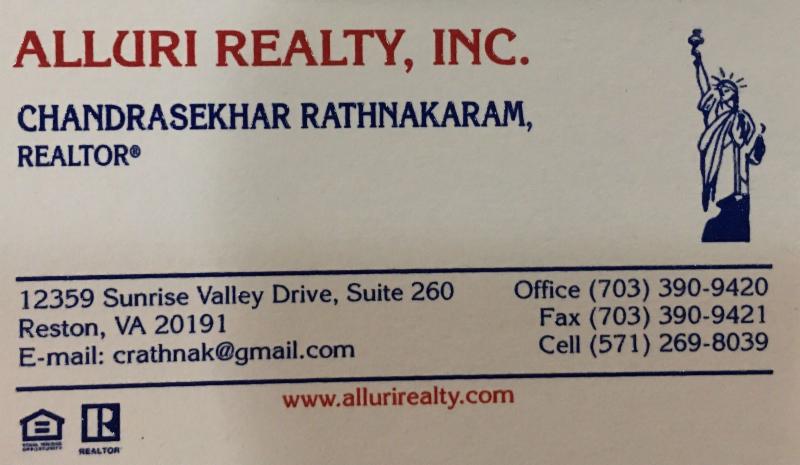 ALLURI REALTY, INC.
CHANDRASEKHAR RATHNAKARAM,
REALTOR®
12359 Sunrise Valley Drive, Suite 260
Reston, VA 20191
E-mail: crathnak@gmail.com
Office (703) 390-9420
Fax (703) 390-9421
Cell (571) 269-8039
www.allurirealty.com
EQUAL HOUSING
OPPORTUNITY
R
REALTOR